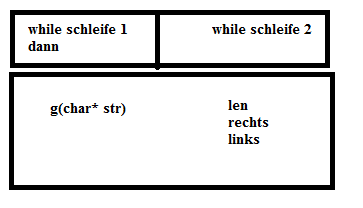 while schleife 1
dann
while schleife 2
g(char* str)
len
rechts
links